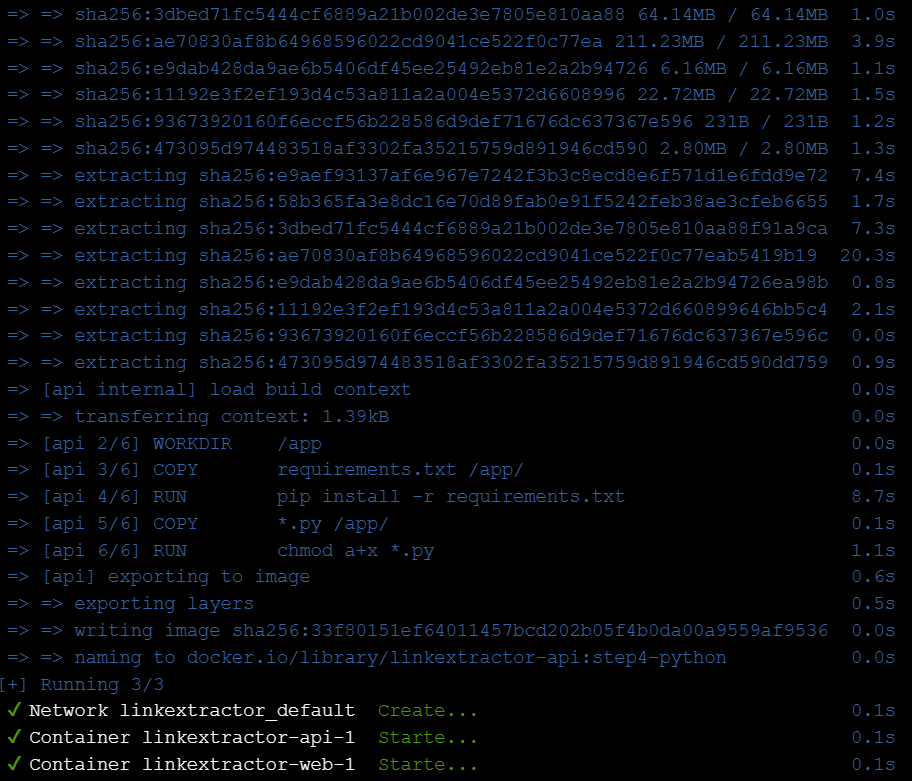 => => sha256:3dbed71fc5444cf6889a21b002de3e7805e810aa88 64.14MB / 64.14MB 1.0s
=> => sha256:ae70830af8b64968596022cd9041ce522f0c77ea 211.23MB / 211.23MB 3.9s
=> => sha256:e9dab428da9ae6b5406df45ee25492eb81e2a2b94726 6.16MB / 6.16MB 1.1s
=> => sha256:11192e3f2ef193d4c53a811a2a004e5372d6608996 22.72MB / 22.72MB 1.5s
=> => sha256:93673920160f6eccf56b228586d9def71676dc637367e596 231B / 231B 1.2s
=> => sha256:473095d974483518af3302fa35215759d891946cd590 2.80MB / 2.80MB 1.3s
=> => extracting sha256:e9aef93137af6e967e7242f3b3c8ecd8e6f571d1e6fdd9e72 7.4s
=> => extracting sha256:58b365fa3e8dc16e70d89fab0e91f5242feb38ae3cfeb6655 1.7s
=> => extracting sha256:3dbed71fc5444cf6889a21b002de3e7805e810aa88f91a9ca 7.3s
=> => extracting sha256:ae70830af8b64968596022cd9041ce522f0c77eab5419b19 20.3s
=> => extracting sha256:e9dab428da9ae6b5406df45ee25492eb81e2a2b94726ea98b 0.8s
=> => extracting sha256:11192e3f2ef193d4c53a811a2a004e5372d660899646bb5c4 2.1s
=> => extracting sha256:93673920160f6eccf56b228586d9def71676dc637367e596c 0.0s
=> => extracting sha256:473095d974483518af3302fa35215759d891946cd590dd759 0.9s
=> [api internal] load build context 0.0s
=> => transferring context: 1.39kB 0.0s
=> [api 2/6] WORKDIR /app 0.0s
=> [api 3/6] COPY requirements.txt /app/ 0.1s
=> [api 4/6] RUN pip install -r requirements.txt 8.7s
=> [api 5/6] COPY *.py /app/ 0.1s
=> [api 6/6] RUN chmod a+x *.py 1.1s
=> [api] exporting to image 0.6s
=> => exporting layers 0.5s
=> => writing image sha256:33f80151ef64011457bcd202b05f4b0da00a9559af9536 0.0s
=> => naming to docker.io/library/linkextractor-api:step4-python 0.0s
[+] Running 3/3
✓ Network linkextractor_default Create... 0.1s
✓ Container linkextractor-api-1 Starte... 0.1s
✓ Container linkextractor-web-1 Starte... 0.1s